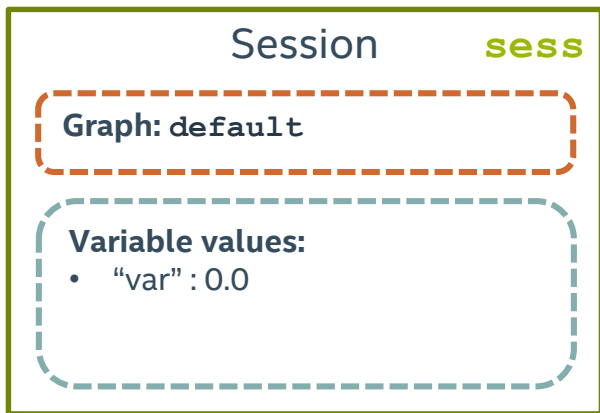 Session sess
Graph: default
Variable values:
• “var” : 0.0